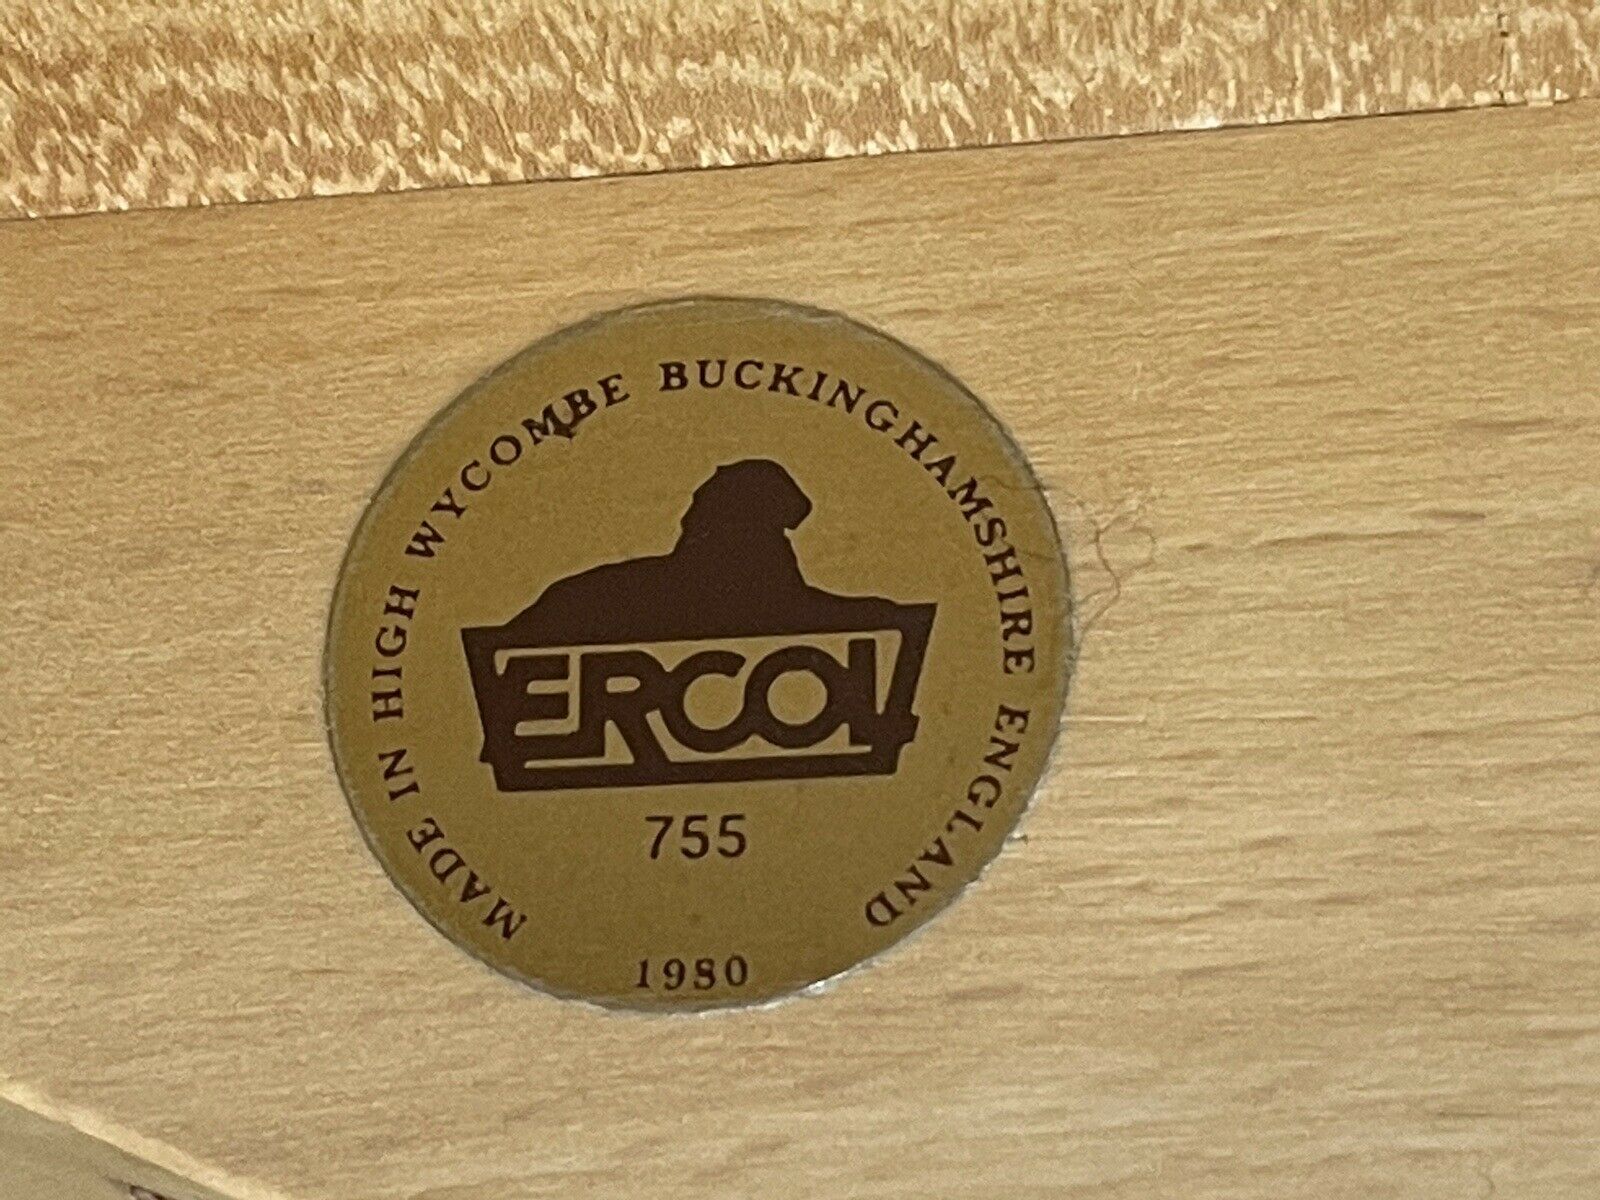 MADE IN HIGH WYCOMBE BUCKINGHAMSHIRE ENGLAND
ERCOL
755
1980